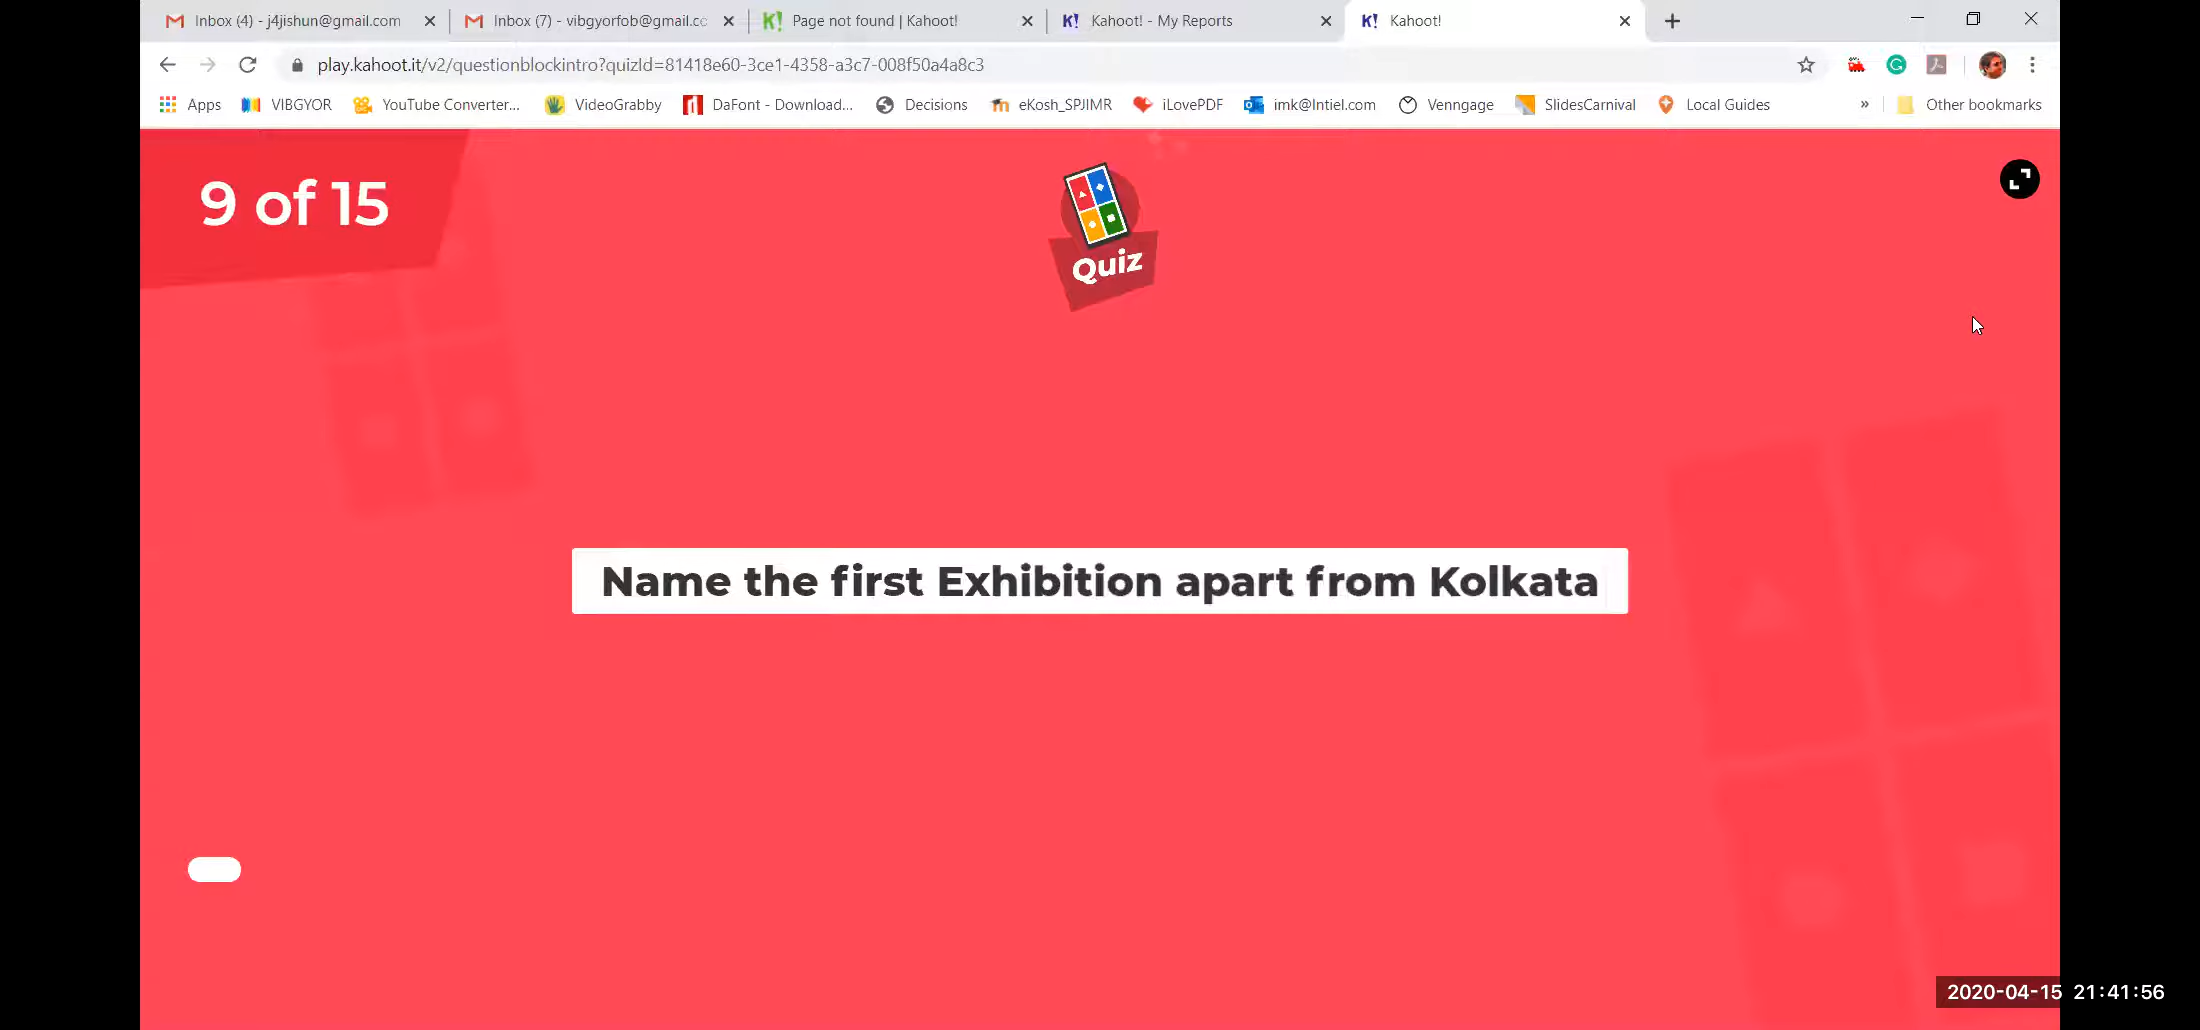 Inbox (4) - j4jishun@gmail.com
Inbox (7) - vibgyorfob@gmail.cc
Page not found | Kahoot!
Kahoot! - My Reports
Kahoot!
play.kahoot.it/v2/questionblockintro?quizId=81418e60-3ce1-4358-a3c7-008f50a4a8c3
Apps VIBGYOR YouTube Converter... VideoGrabby DaFont - Download... Decisions eKosh_SPJIMR iLovePDF imk@Intiel.com Venngage SlidesCarnival Local Guides » Other bookmarks
9 of 15
Quiz
Name the first Exhibition apart from Kolkata
2020-04-15 21:41:56